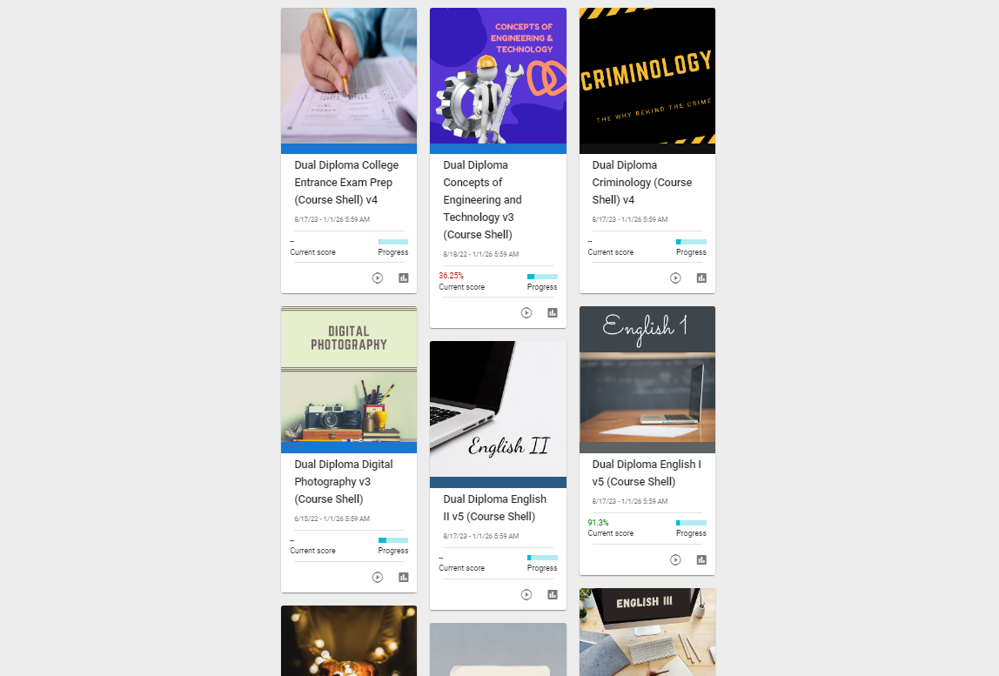 CONCEPTS OF
ENGINEERING &
TECHNOLOGY
CRIMINOLOGY
THE WHY BEHIND THE CRIME
Dual Diploma College
Entrance Exam Prep
(Course Shell) v4
8/17/23 - 1/1/26 5:59 AM
--
Current score
Progress
Dual Diploma
Concepts of
Engineering and
Technology v3
(Course Shell)
8/18/22 - 1/1/26 5:59 AM
36.25%
Current score
Progress
Dual Diploma
Criminology (Course
Shell) v4
8/17/23 - 1/1/26 5:59 AM
--
Current score
Progress
DIGITAL
PHOTOGRAPHY
Dual Diploma Digital
Photography v3
(Course Shell)
6/15/22 - 1/1/26 5:59 AM
--
Current score
Progress
English II
Dual Diploma English
II v5 (Course Shell)
8/17/23 - 1/1/26 5:59 AM
--
Current score
Progress
English 1
Dual Diploma English I
v5 (Course Shell)
8/17/23 - 1/1/26 5:59 AM
91.3%
Current score
Progress
ENGLISH III